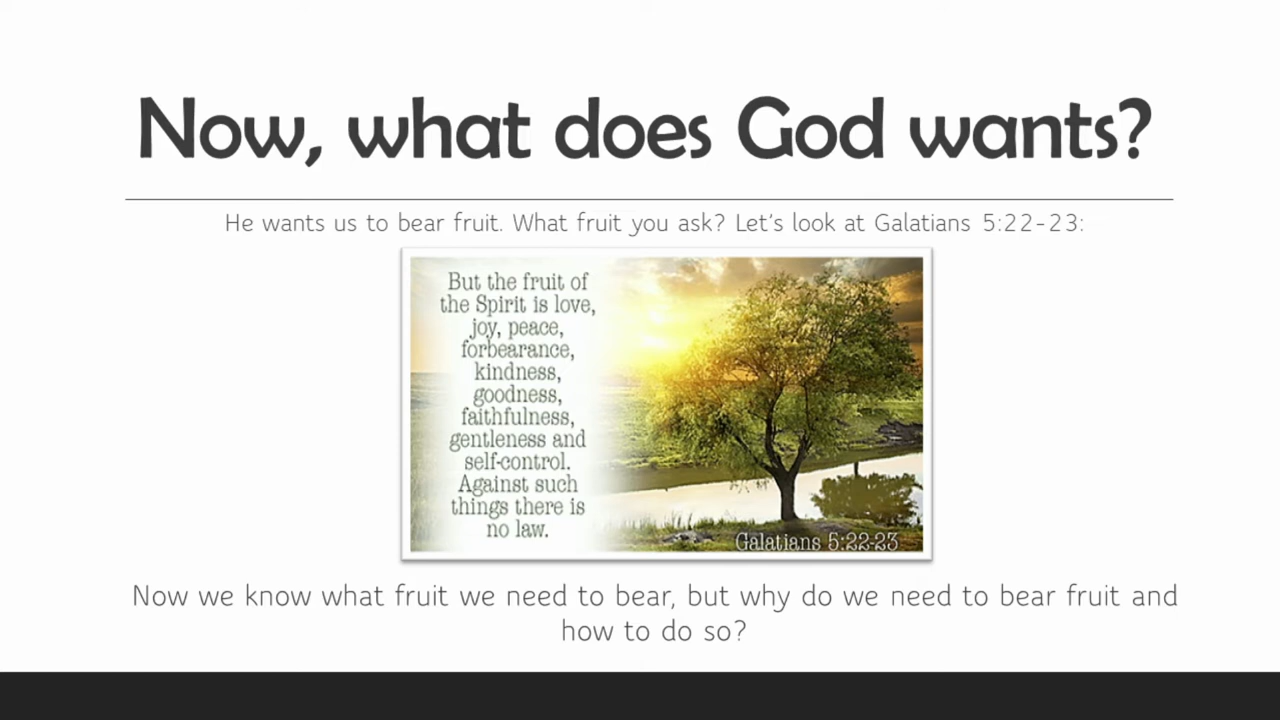 Now, what does God wants?
He wants us to bear fruit. What fruit you ask? Let's look at Galatians 5:22-23:
But the fruit of
the Spirit is love,
joy, peace,
forbearance,
kindness,
goodness,
faithfulness,
gentleness and
self-control.
Against such
things there is
no law.
Galatians 5:22-23
Now we know what fruit we need to bear, but why do we need to bear fruit and
how to do so?